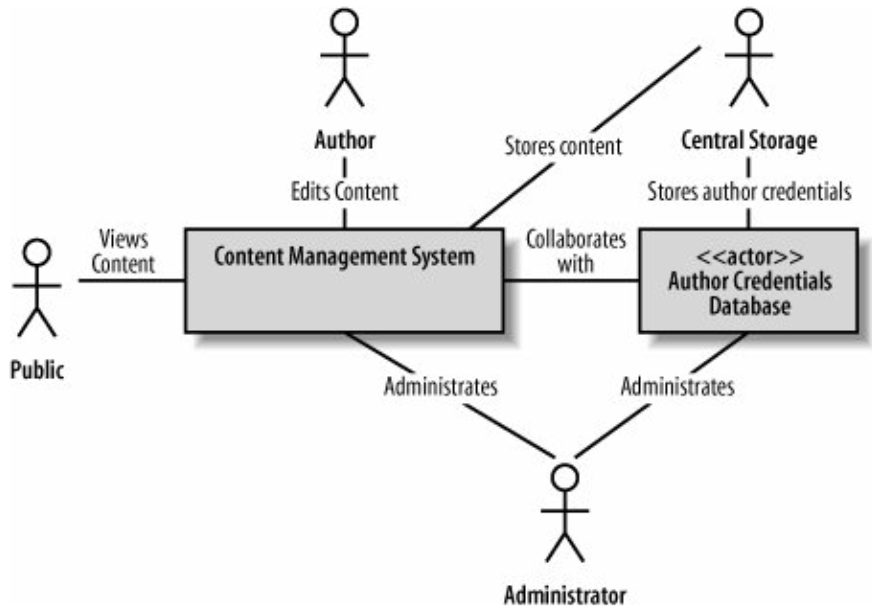 Author
Central Storage
Stores content
Edits Content
Stores author credentials
Views
Content
Content Management System
Collaborates
with
<<actor>>
Author Credentials
Database
Public
Administrates
Administrates
Administrator